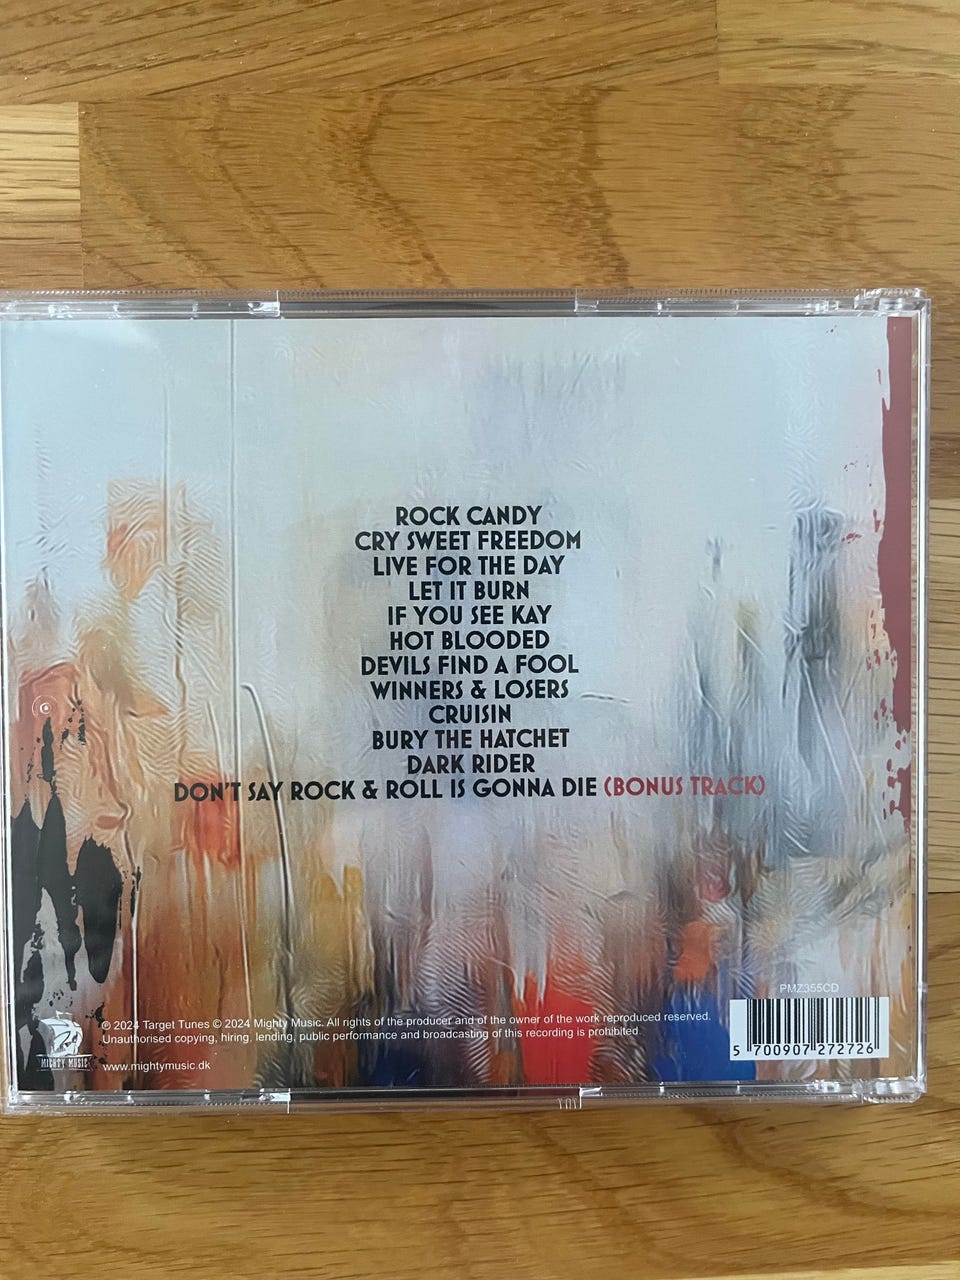 ROCK CANDY
CRY SWEET FREEDOM
LIVE FOR THE DAY
LET IT BURN
IF YOU SEE KAY
HOT BLOODED
DEVILS FIND A FOOL
WINNERS & LOSERS
CRUISIN
BURY THE HATCHET
DARK RIDER
DON'T SAY ROCK & ROLL IS GONNA DIE (BONUS TRACK)
PMZ355CD
℗ 2024 Target Tunes © 2024 Mighty Music. All rights of the producer and of the owner of the work reproduced reserved.
Unauthorised copying, hiring, lending, public performance and broadcasting of this recording is prohibited.
MIGHTY MUSIC
www.mightymusic.dk
5 700907 272726